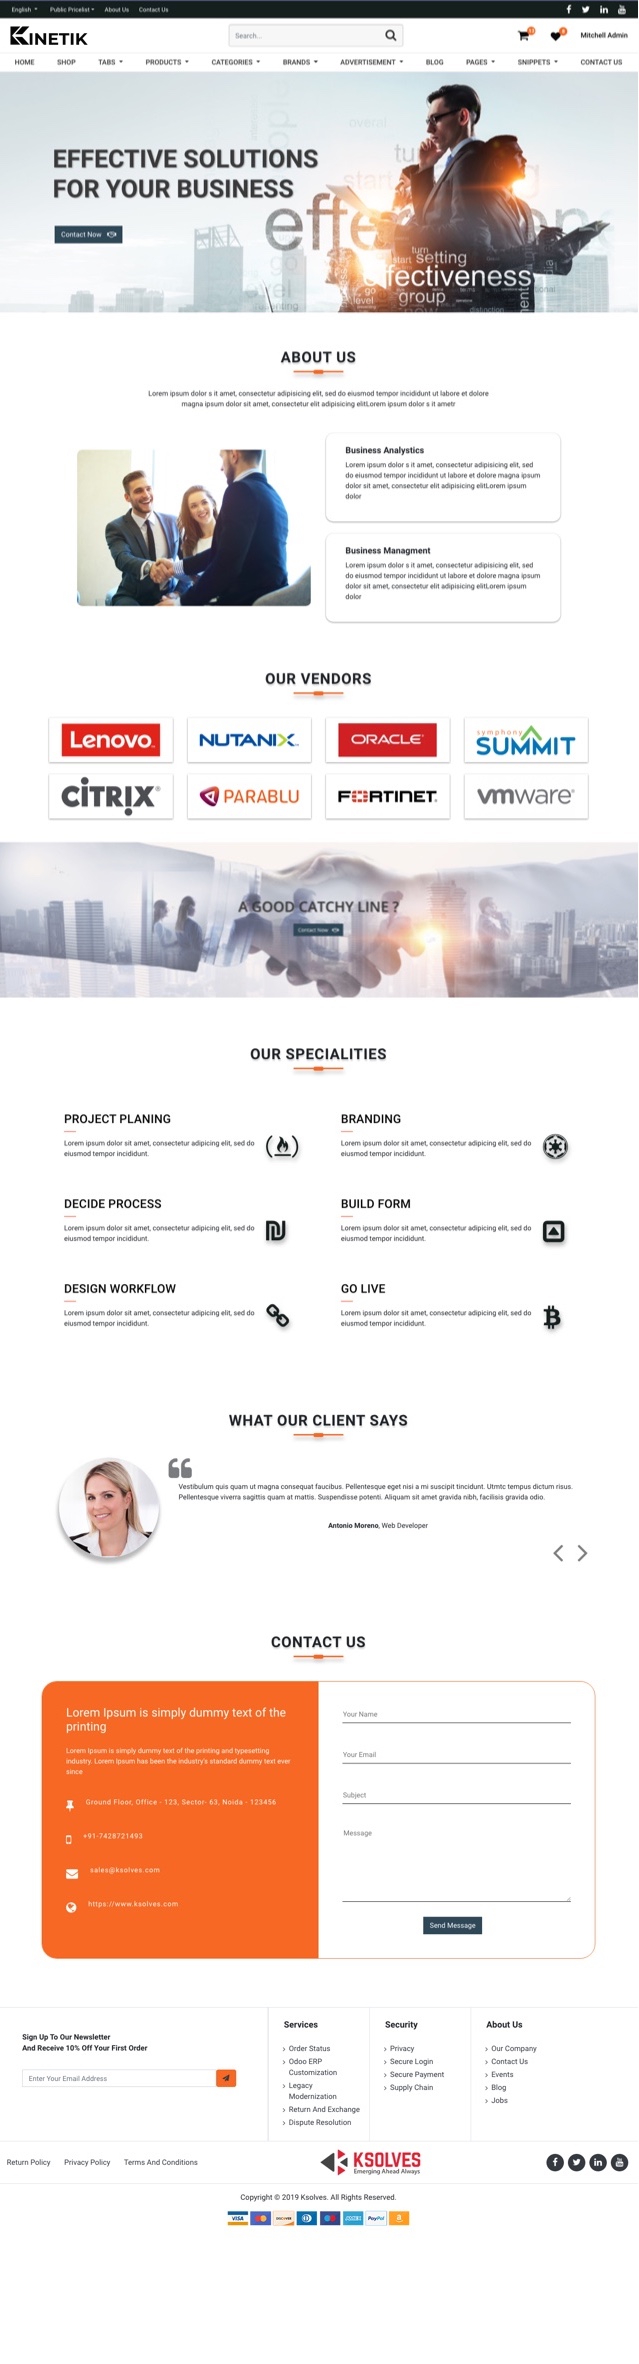 English
Public Pricelist
About Us
Contact Us
KINETIK
Search...
Mitchell Admin
HOME
SHOP
TABS
PRODUCTS
CATEGORIES
BRANDS
ADVERTISEMENT
BLOG
PAGES
SNIPPETS
CONTACT US
EFFECTIVE SOLUTIONS
FOR YOUR BUSINESS
Contact Now
overall
start
turn
start setting
effectiveness
go
level group
ABOUT US
Lorem ipsum dolor s it amet, consectetur adipisicing elit, sed do eiusmod tempor incididunt ut labore et dolore
magna ipsum dolor sit amet, consectetur elit adipisicing elitLorem ipsum dolor s it ametr
Business Analystics
Lorem ipsum dolor s it amet, consectetur adipisicing elit, sed
do eiusmod tempor incididunt ut labore et dolore magna ipsum
dolor sit amet, consectetur elit adipisicing elitLorem ipsum
dolor
Business Managment
Lorem ipsum dolor s it amet, consectetur adipisicing elit, sed
do eiusmod tempor incididunt ut labore et dolore magna ipsum
dolor sit amet, consectetur elit adipisicing elitLorem ipsum
dolor
OUR VENDORS
Lenovo
NUTANIX
ORACLE
symphony SUMMIT
CITRIX
PARABLU
FORTINET
vmware
A GOOD CATCHY LINE ?
Contact Now
OUR SPECIALITIES
PROJECT PLANING
Lorem ipsum dolor sit amet, consectetur adipicing elit, sed do
eiusmod tempor incididunt.
BRANDING
Lorem ipsum dolor sit amet, consectetur adipicing elit, sed do
eiusmod tempor incididunt.
DECIDE PROCESS
Lorem ipsum dolor sit amet, consectetur adipicing elit, sed do
eiusmod tempor incididunt.
BUILD FORM
Lorem ipsum dolor sit amet, consectetur adipicing elit, sed do
eiusmod tempor incididunt.
DESIGN WORKFLOW
Lorem ipsum dolor sit amet, consectetur adipicing elit, sed do
eiusmod tempor incididunt.
GO LIVE
Lorem ipsum dolor sit amet, consectetur adipicing elit, sed do
eiusmod tempor incididunt.
WHAT OUR CLIENT SAYS
Vestibulum quis quam ut magna consequat faucibus. Pellentesque eget nisi a mi suscipit tincidunt. Utmtc tempus dictum risus.
Pellentesque viverra sagittis quam at mattis. Suspendisse potenti. Aliquam sit amet gravida nibh, facilisis gravida odio.
Antonio Moreno, Web Developer
CONTACT US
Lorem Ipsum is simply dummy text of the
printing
Lorem Ipsum is simply dummy text of the printing and typesetting
industry. Lorem Ipsum has been the industry's standard dummy text ever
since
Ground Floor, Office - 123, Sector- 63, Noida - 123456
+91-7428721493
sales@ksolves.com
https://www.ksolves.com
Your Name
Your Email
Subject
Message
Send Message
Sign Up To Our Newsletter
And Receive 10% Off Your First Order
Enter Your Email Address
Services
Order Status
Odoo ERP
Customization
Legacy
Modernization
Return And Exchange
Dispute Resolution
Security
Privacy
Secure Login
Secure Payment
Supply Chain
About Us
Our Company
Contact Us
Events
Blog
Jobs
Return Policy
Privacy Policy
Terms And Conditions
KSOLVES
Emerging Ahead Always
Copyright © 2019 Ksolves. All Rights Reserved.
VISA
DISCOVER
PayPal